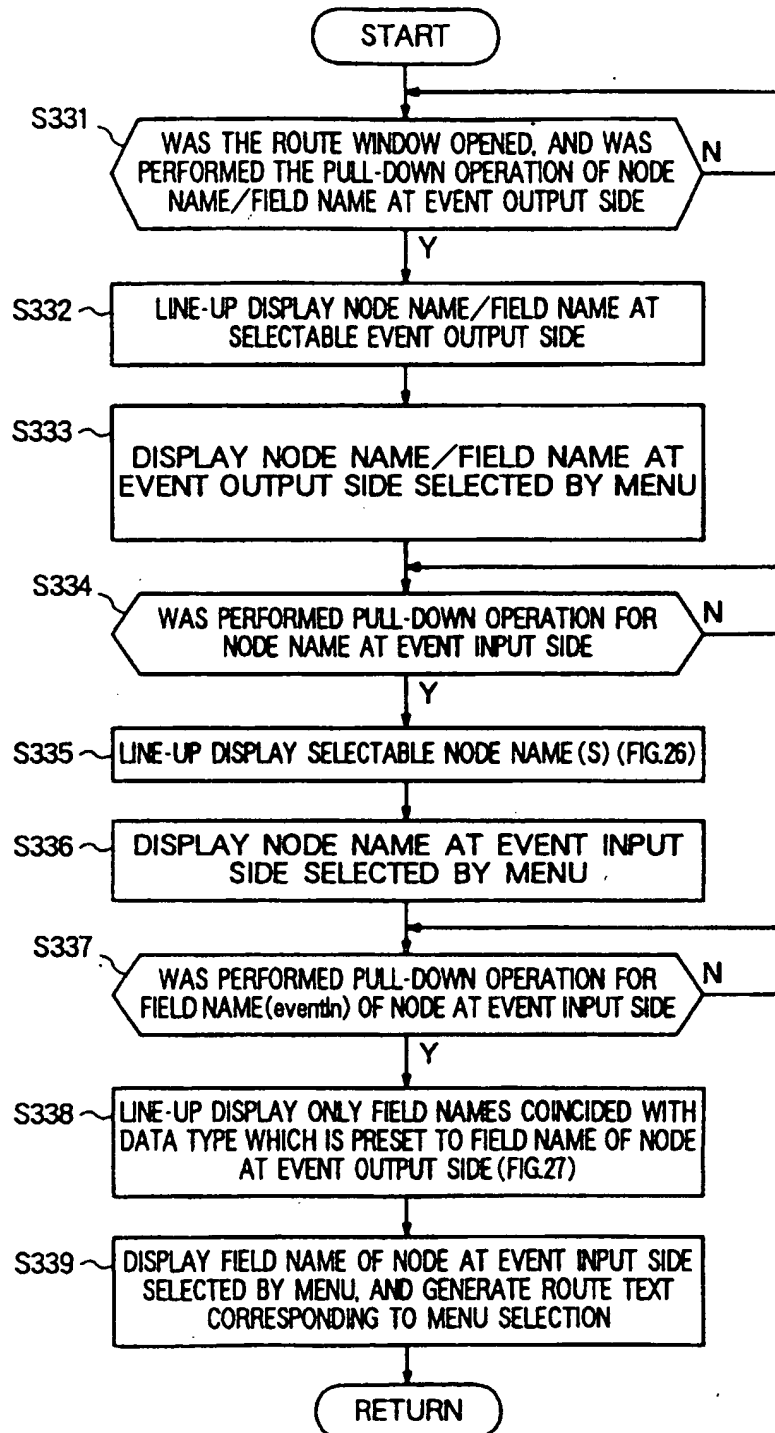 START
S331
WAS THE ROUTE WINDOW OPENED, AND WAS
PERFORMED THE PULL-DOWN OPERATION OF NODE
NAME/FIELD NAME AT EVENT OUTPUT SIDE
N
Y
S332
LINE-UP DISPLAY NODE NAME/FIELD NAME AT
SELECTABLE EVENT OUTPUT SIDE
S333
DISPLAY NODE NAME/FIELD NAME AT
EVENT OUTPUT SIDE SELECTED BY MENU
S334
WAS PERFORMED PULL-DOWN OPERATION FOR
NODE NAME AT EVENT INPUT SIDE
N
Y
S335
LINE-UP DISPLAY SELECTABLE NODE NAME(S) (FIG.26)
S336
DISPLAY NODE NAME AT EVENT INPUT
SIDE SELECTED BY MENU
S337
WAS PERFORMED PULL-DOWN OPERATION FOR
FIELD NAME(eventIn) OF NODE AT EVENT INPUT SIDE
N
Y
S338
LINE-UP DISPLAY ONLY FIELD NAMES COINCIDED WITH
DATA TYPE WHICH IS PRESET TO FIELD NAME OF NODE
AT EVENT OUTPUT SIDE(FIG.27)
S339
DISPLAY FIELD NAME OF NODE AT EVENT INPUT SIDE
SELECTED BY MENU, AND GENERATE ROUTE TEXT
CORRESPONDING TO MENU SELECTION
RETURN